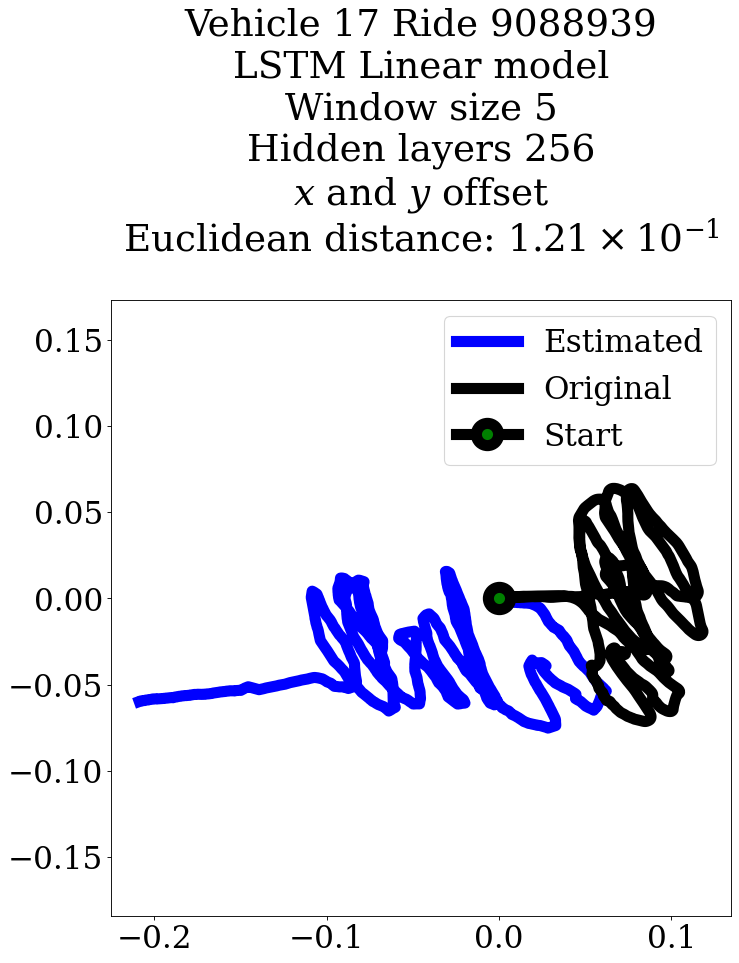 Vehicle 17 Ride 9088939
LSTM Linear model
Window size 5
Hidden layers 256
x and y offset
Euclidean distance: 1.21 × 10⁻¹
Estimated
Original
Start
0.15
0.10
0.05
0.00
−0.05
−0.10
−0.15
−0.2
−0.1
0.0
0.1